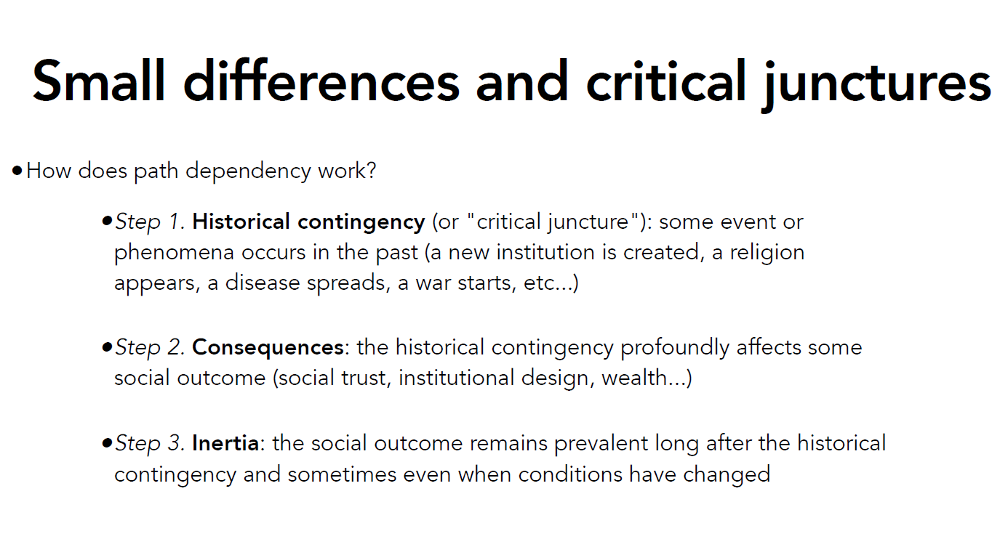 Small differences and critical junctures
•How does path dependency work?
•Step 1. Historical contingency (or "critical juncture"): some event or
phenomena occurs in the past (a new institution is created, a religion
appears, a disease spreads, a war starts, etc...)
•Step 2. Consequences: the historical contingency profoundly affects some
social outcome (social trust, institutional design, wealth...)
•Step 3. Inertia: the social outcome remains prevalent long after the historical
contingency and sometimes even when conditions have changed